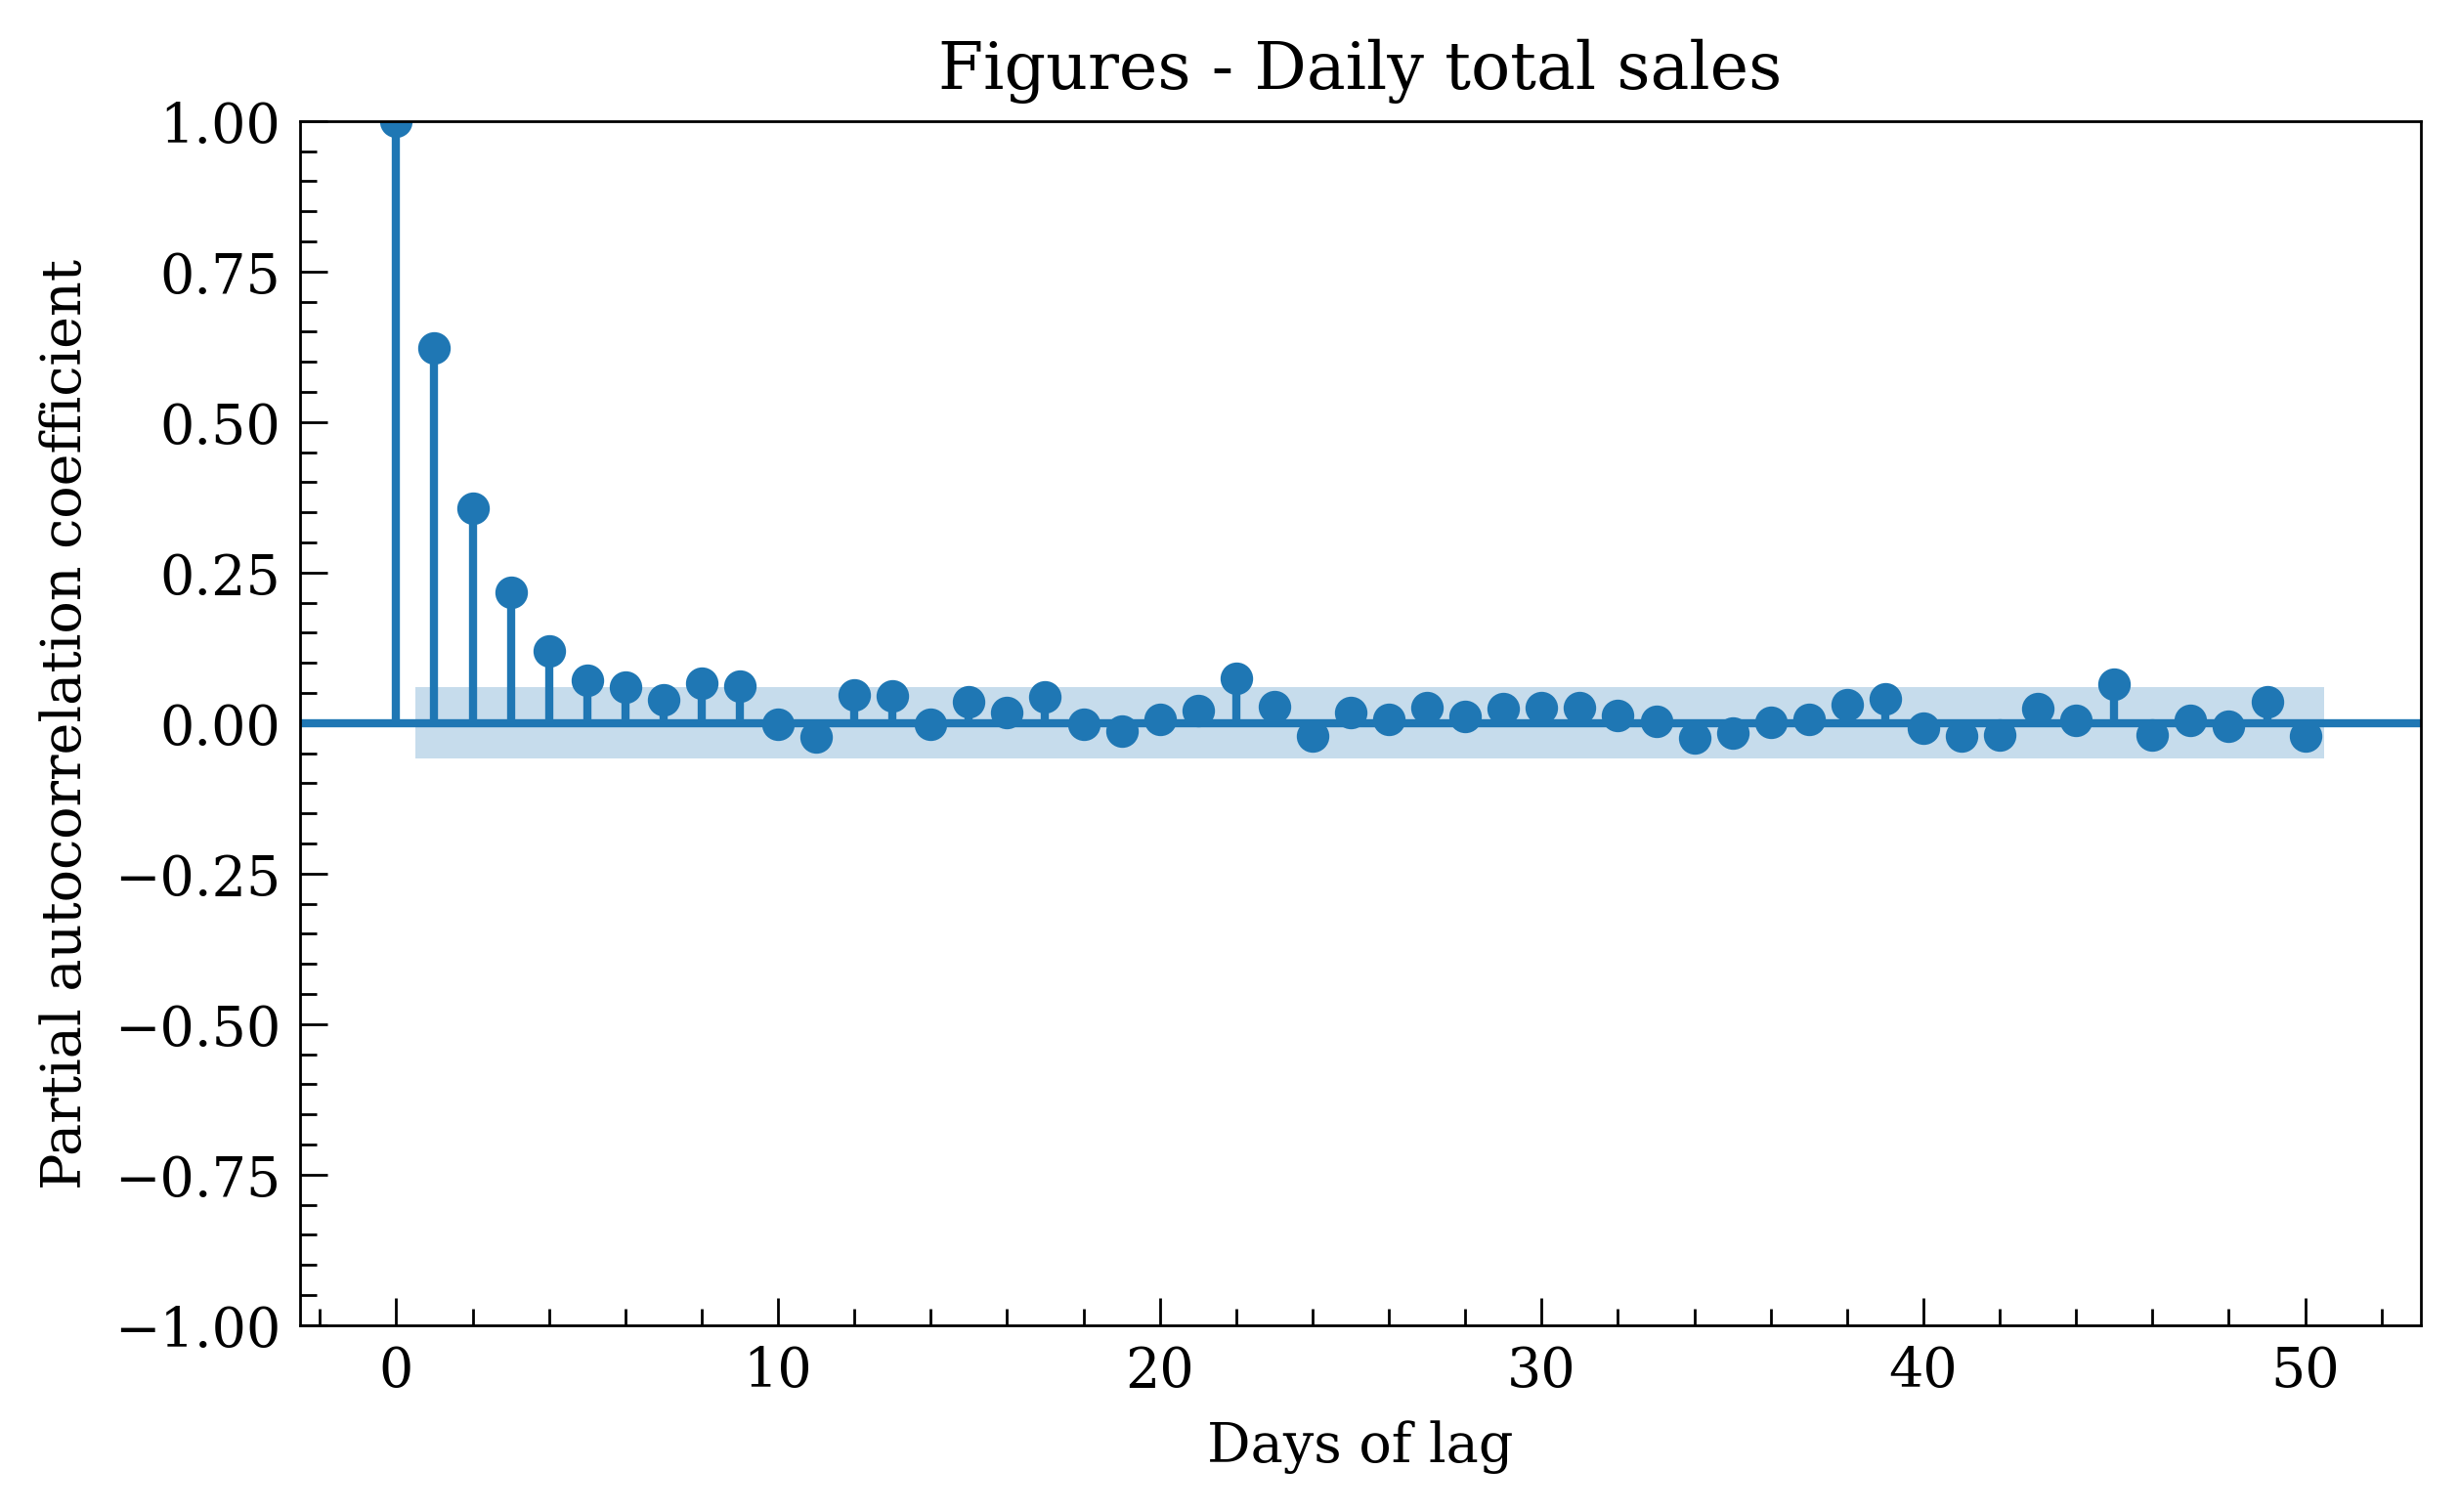 Figures - Daily total sales
Partial autocorrelation coefficient
1.00
0.75
0.50
0.25
0.00
−0.25
−0.50
−0.75
−1.00
0 10 20 30 40 50
Days of lag